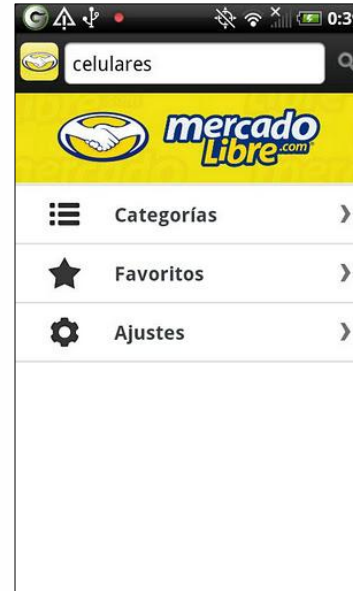 0:3
celulares
mercado
Libre.com
Categorías
Favoritos
Ajustes